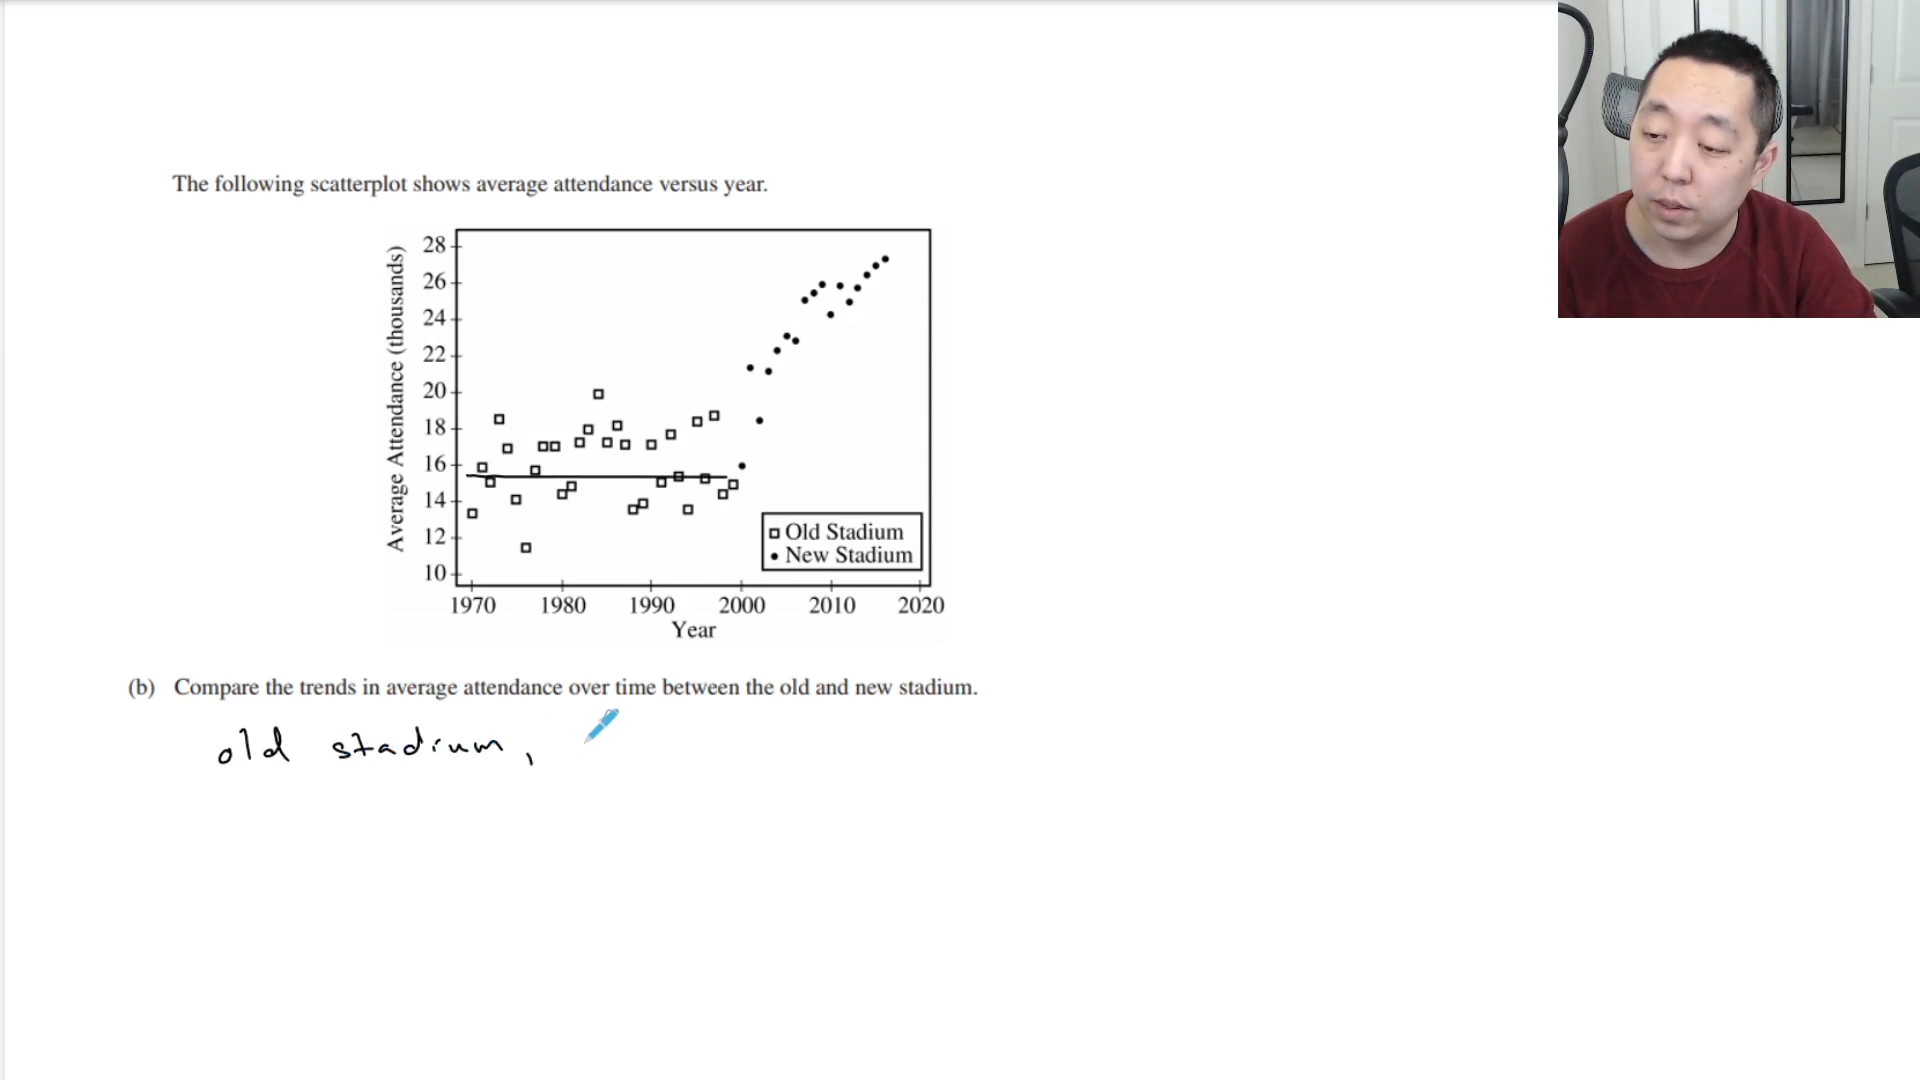 The following scatterplot shows average attendance versus year.
Average Attendance (thousands)
28
26
24
22
20
18
16
14
12
10
Old Stadium
New Stadium
1970 1980 1990 2000 2010 2020
Year
(b) Compare the trends in average attendance over time between the old and new stadium.
old stadium,